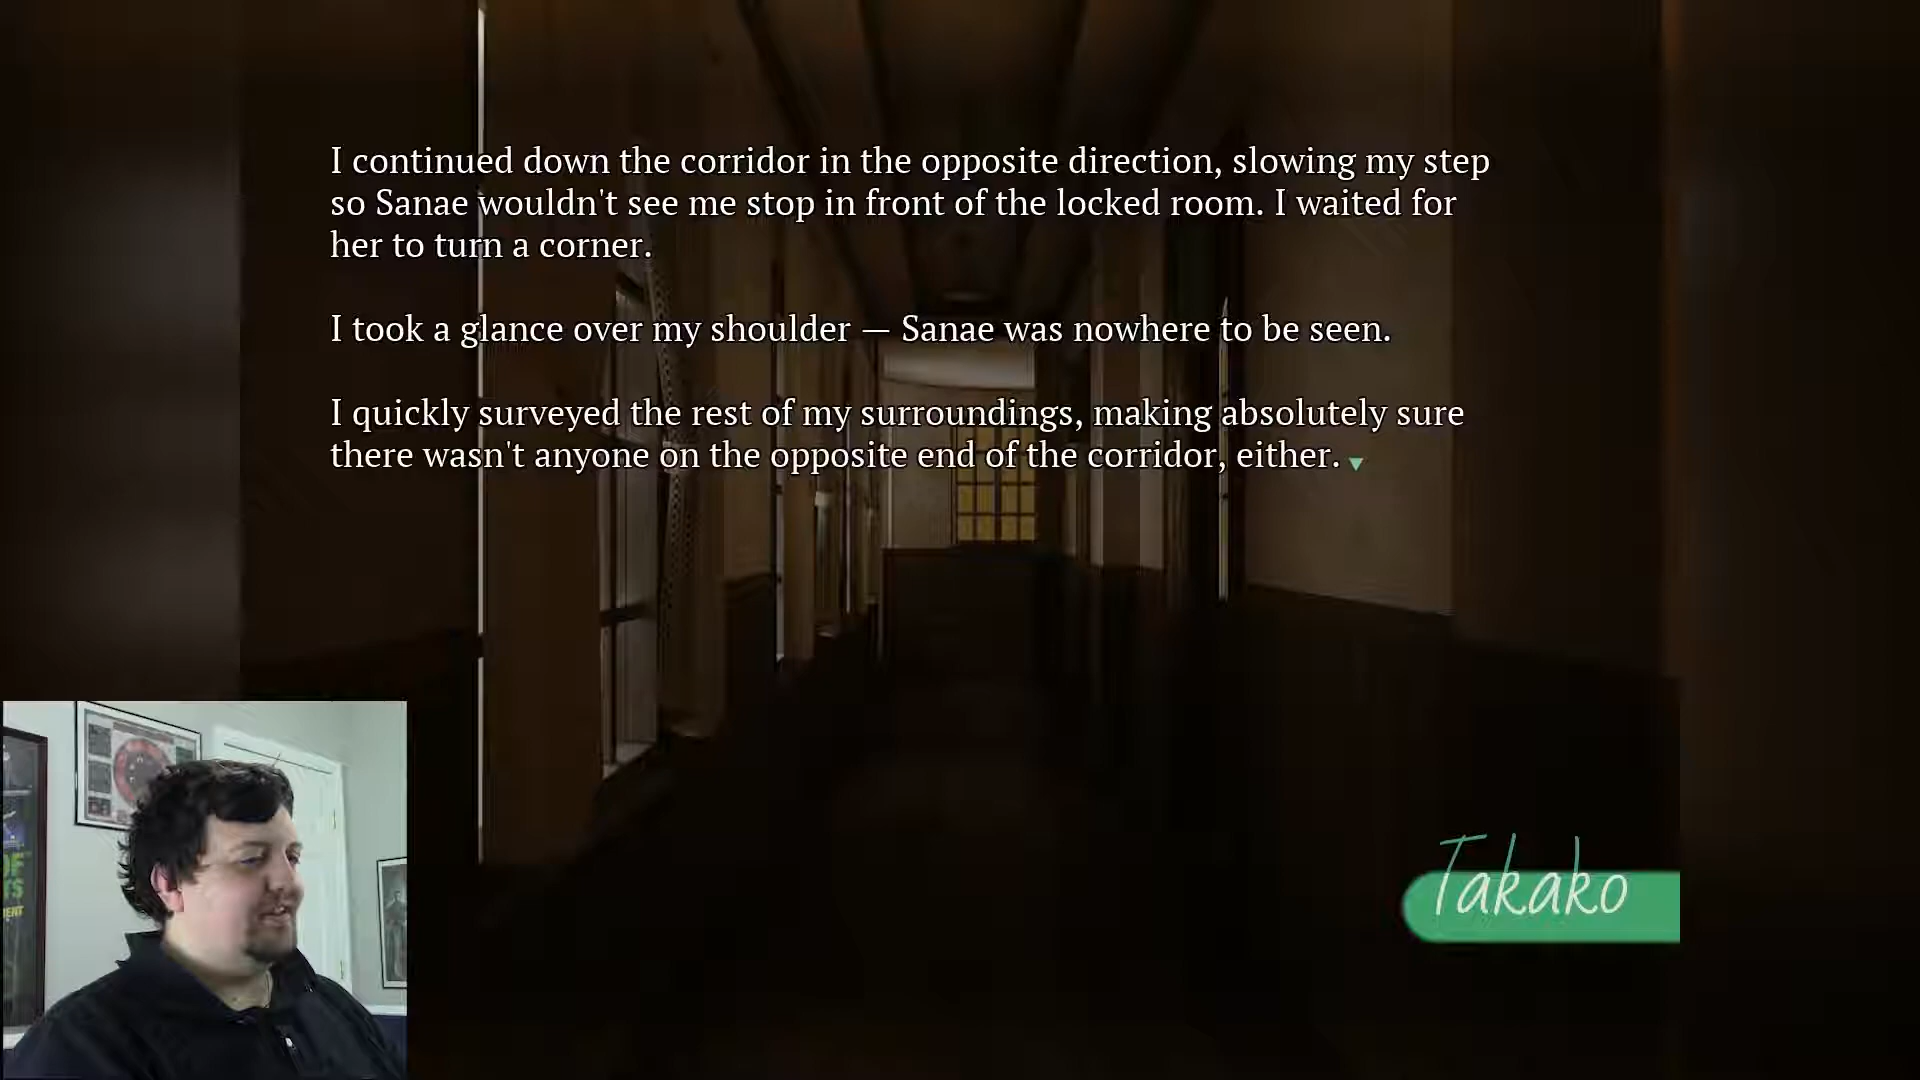 I continued down the corridor in the opposite direction, slowing my step
so Sanae wouldn't see me stop in front of the locked room. I waited for
her to turn a corner.
I took a glance over my shoulder — Sanae was nowhere to be seen.
I quickly surveyed the rest of my surroundings, making absolutely sure
there wasn't anyone on the opposite end of the corridor, either.
Takako